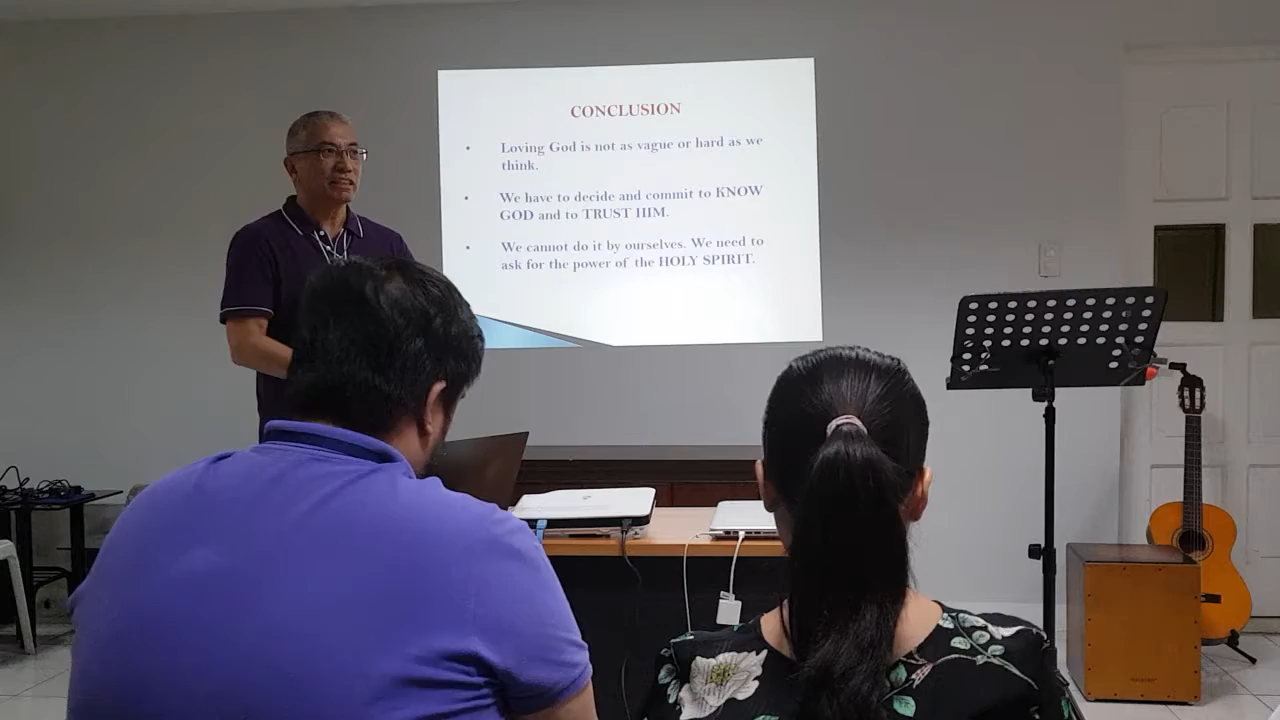 CONCLUSION
• Loving God is not as vague or hard as we
think.
• We have to decide and commit to KNOW
GOD and to TRUST HIM.
• We cannot do it by ourselves. We need to
ask for the power of the HOLY SPIRIT.